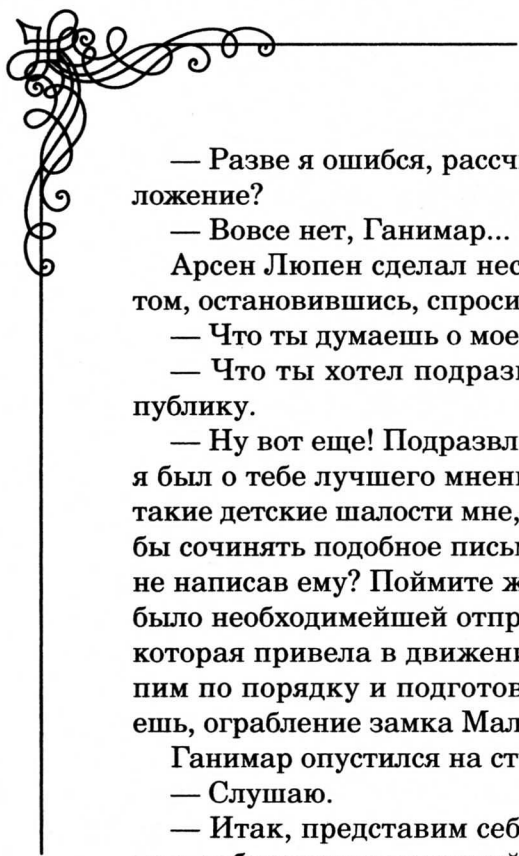 — Разве я ошибся, рассч
ложение?
— Вовсе нет, Ганимар...
Арсен Люпен сделал нес
том, остановившись, спроси
— Что ты думаешь о мое
— Что ты хотел подразн
публику.
— Ну вот еще! Подразвл
я был о тебе лучшего мнени
такие детские шалости мне,
бы сочинять подобное письм
не написав ему? Поймите ж
было необходимейшей отпр
которая привела в движени
пим по порядку и подготов
ешь, ограбление замка Мал
Ганимар опустился на ст
— Слушаю.
— Итак, представим себ